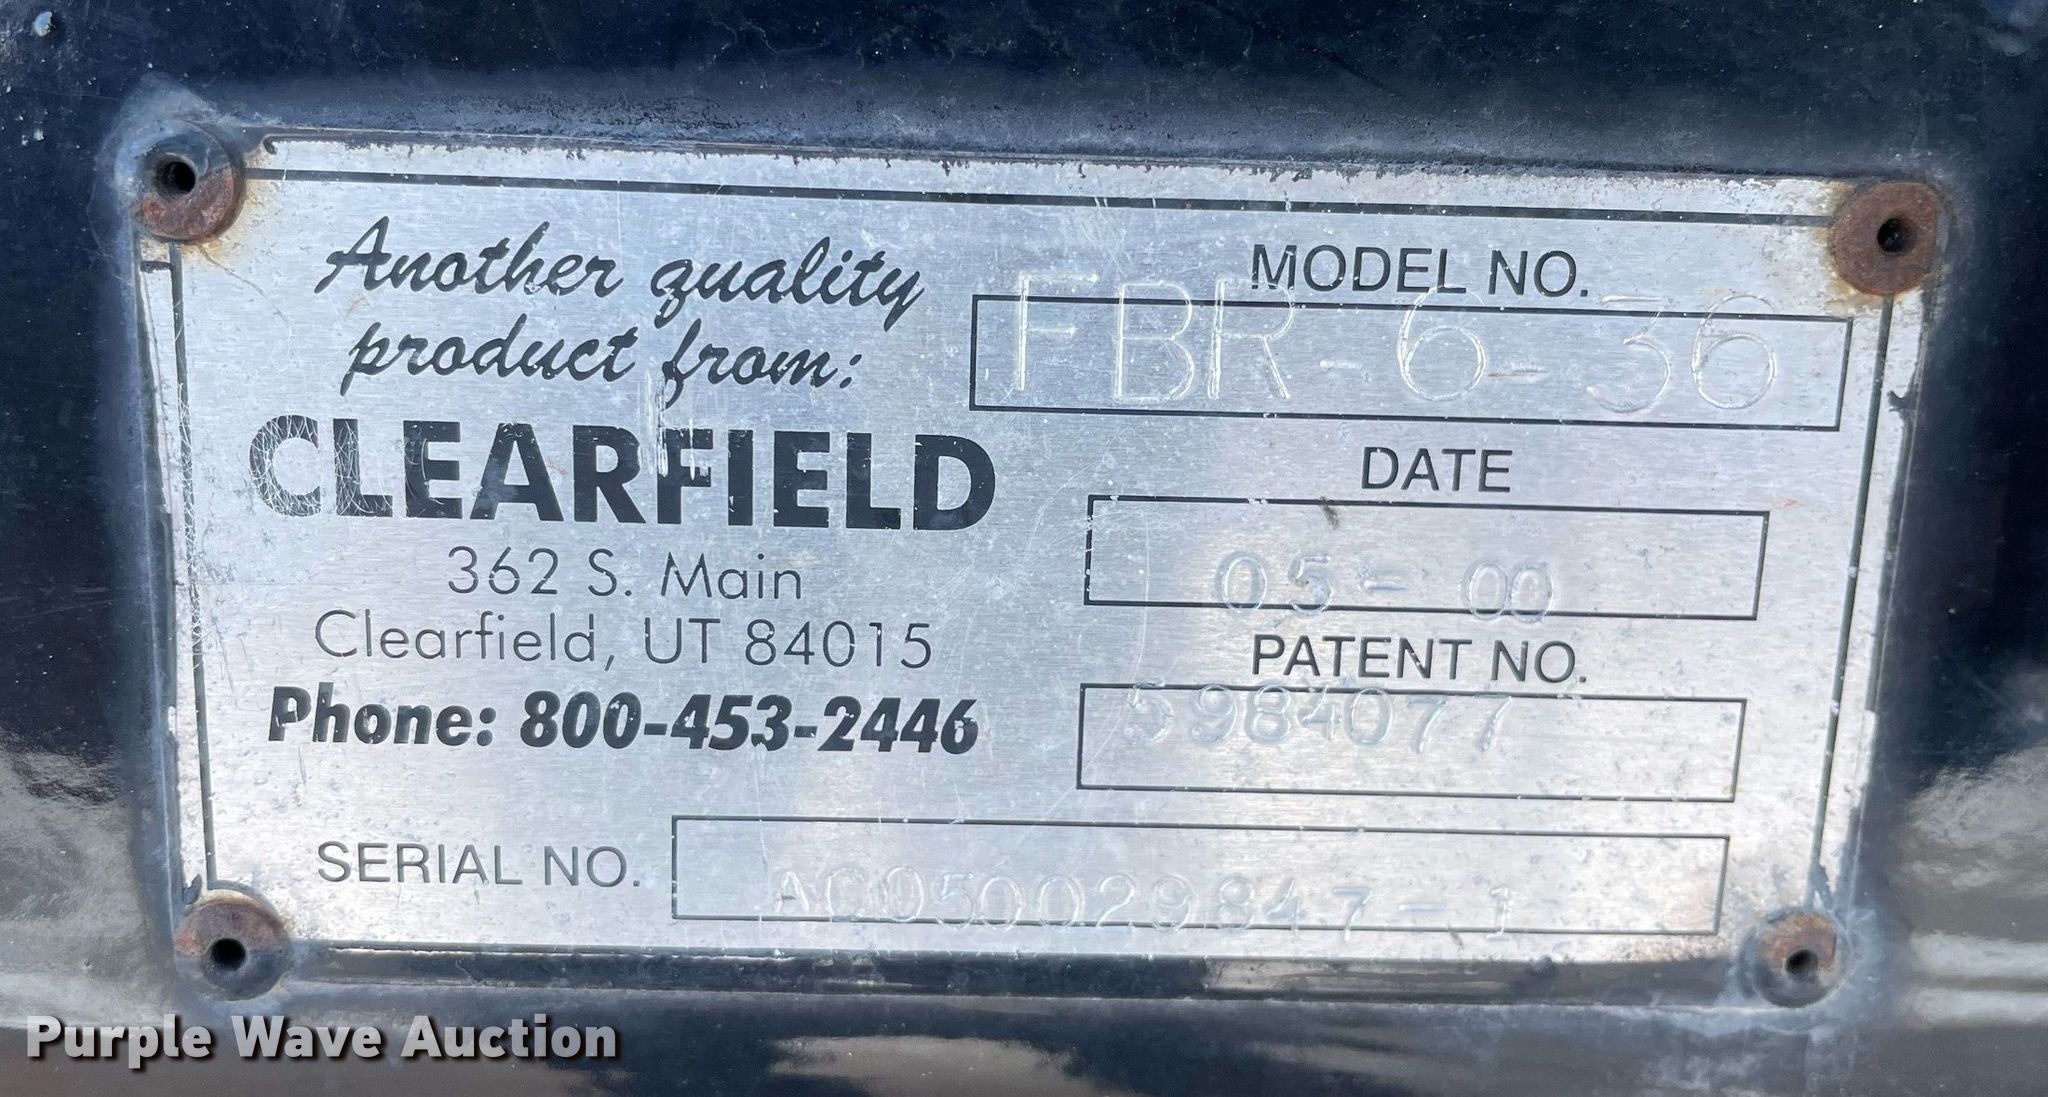 Another quality
product from:
CLEARFIELD
362 S. Main
Clearfield, UT 84015
Phone: 800-453-2446
MODEL NO.
FBR-6-36
DATE
05-00
PATENT NO.
5984077
SERIAL NO. AC050029847-1
Purple Wave Auction